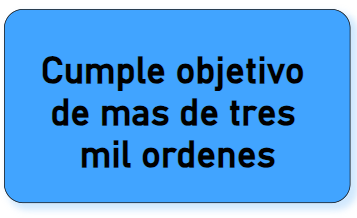 Cumple objetivo
de mas de tres
mil ordenes